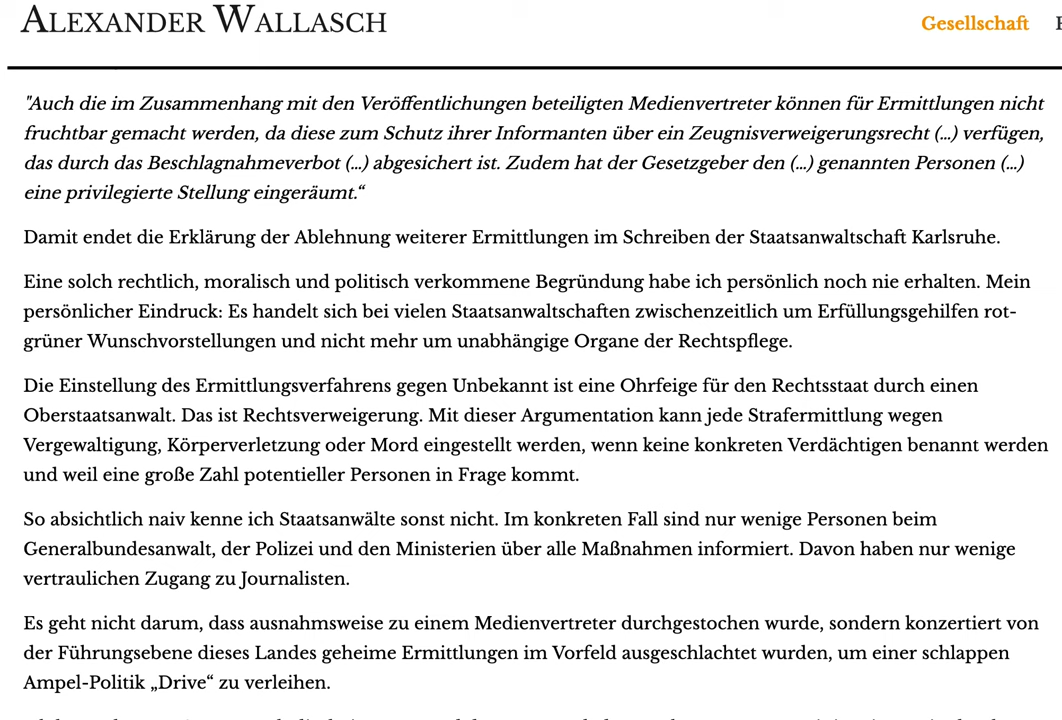 ALEXANDER WALLASCH
Gesellschaft
"Auch die im Zusammenhang mit den Veröffentlichungen beteiligten Medienvertreter können für Ermittlungen nicht
fruchtbar gemacht werden, da diese zum Schutz ihrer Informanten über ein Zeugnisverweigerungsrecht (...) verfügen,
das durch das Beschlagnahmeverbot (...) abgesichert ist. Zudem hat der Gesetzgeber den (...) genannten Personen (...)
eine privilegierte Stellung eingeräumt.“
Damit endet die Erklärung der Ablehnung weiterer Ermittlungen im Schreiben der Staatsanwaltschaft Karlsruhe.
Eine solch rechtlich, moralisch und politisch verkommene Begründung habe ich persönlich noch nie erhalten. Mein
persönlicher Eindruck: Es handelt sich bei vielen Staatsanwaltschaften zwischenzeitlich um Erfüllungsgehilfen rot-
grüner Wunschvorstellungen und nicht mehr um unabhängige Organe der Rechtspflege.
Die Einstellung des Ermittlungsverfahrens gegen Unbekannt ist eine Ohrfeige für den Rechtsstaat durch einen
Oberstaatsanwalt. Das ist Rechtsverweigerung. Mit dieser Argumentation kann jede Strafermittlung wegen
Vergewaltigung, Körperverletzung oder Mord eingestellt werden, wenn keine konkreten Verdächtigen benannt werden
und weil eine große Zahl potentieller Personen in Frage kommt.
So absichtlich naiv kenne ich Staatsanwälte sonst nicht. Im konkreten Fall sind nur wenige Personen beim
Generalbundesanwalt, der Polizei und den Ministerien über alle Maßnahmen informiert. Davon haben nur wenige
vertraulichen Zugang zu Journalisten.
Es geht nicht darum, dass ausnahmsweise zu einem Medienvertreter durchgestochen wurde, sondern konzertiert von
der Führungsebene dieses Landes geheime Ermittlungen im Vorfeld ausgeschlachtet wurden, um einer schlappen
Ampel-Politik „Drive“ zu verleihen.